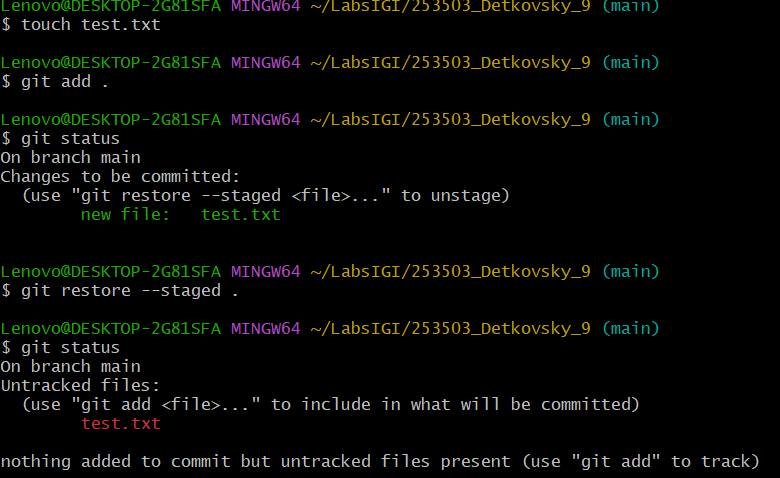 Lenovo@DESKTOP-2G81SFA MINGW64 ~/LabsIGI/253503_Detkovsky_9 (main)
$ touch test.txt
Lenovo@DESKTOP-2G81SFA MINGW64 ~/LabsIGI/253503_Detkovsky_9 (main)
$ git add .
Lenovo@DESKTOP-2G81SFA MINGW64 ~/LabsIGI/253503_Detkovsky_9 (main)
$ git status
On branch main
Changes to be committed:
  (use "git restore --staged <file>..." to unstage)
        new file:   test.txt
Lenovo@DESKTOP-2G81SFA MINGW64 ~/LabsIGI/253503_Detkovsky_9 (main)
$ git restore --staged .
Lenovo@DESKTOP-2G81SFA MINGW64 ~/LabsIGI/253503_Detkovsky_9 (main)
$ git status
On branch main
Untracked files:
  (use "git add <file>..." to include in what will be committed)
        test.txt
nothing added to commit but untracked files present (use "git add" to track)